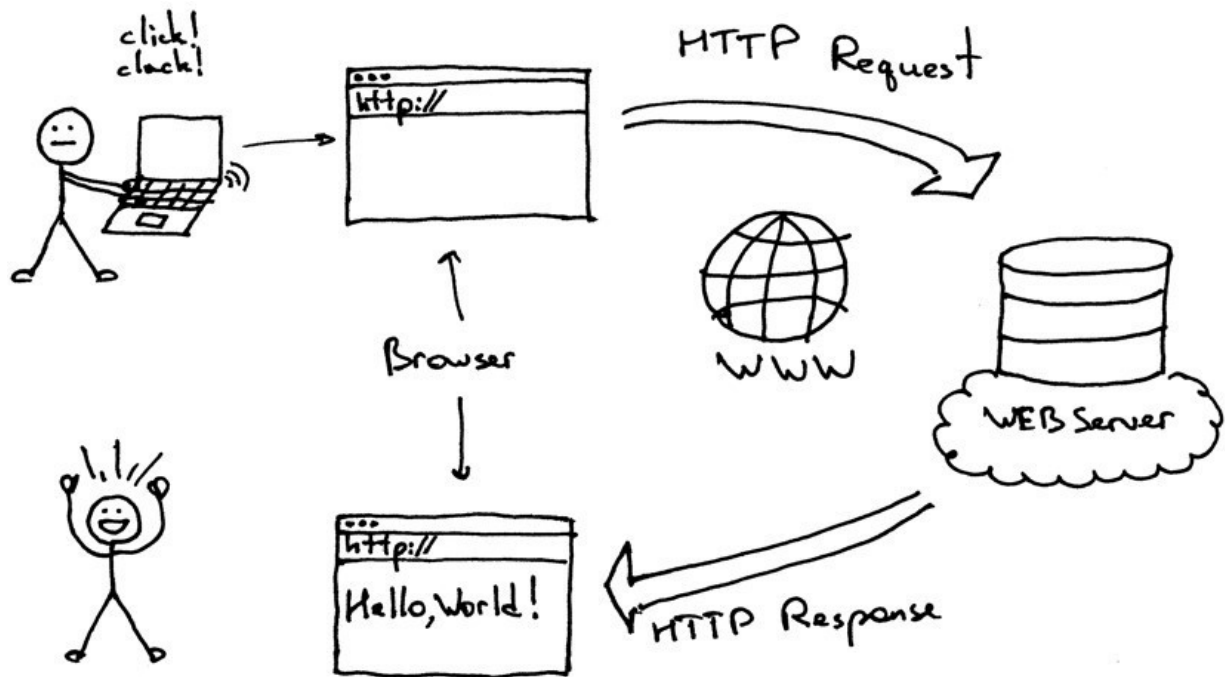 click!
clack!
HTTP Request
http://
Browser
WWW
WEB Server
http://
Hello, World!
HTTP Response